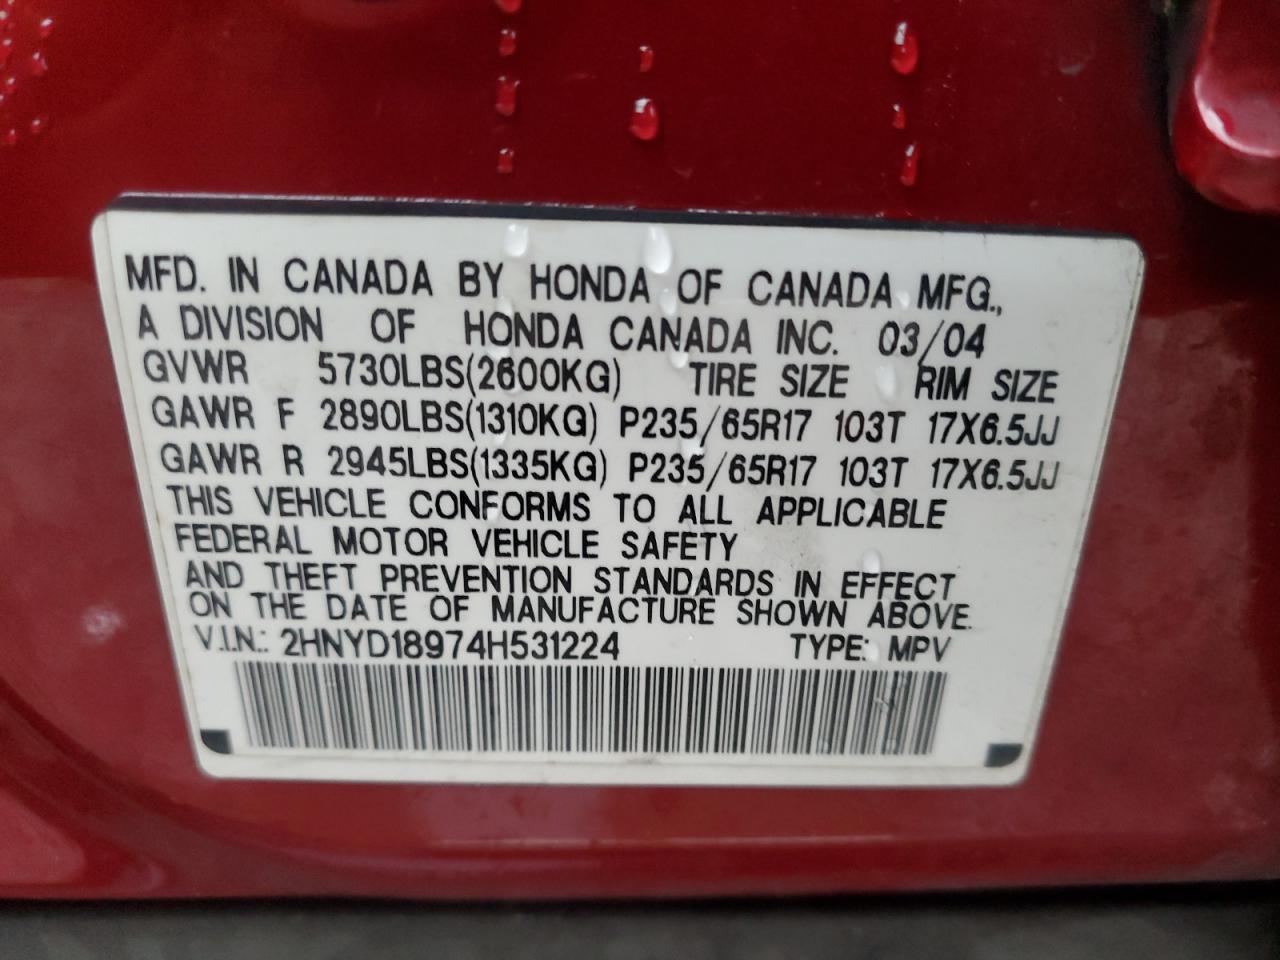 MFD. IN CANADA BY HONDA OF CANADA MFG.,
A DIVISION OF HONDA CANADA INC. 03/04
GVWR 5730LBS(2600KG) TIRE SIZE RIM SIZE
GAWR F 2890LBS(1310KG) P235/65R17 103T 17X6.5JJ
GAWR R 2945LBS(1335KG) P235/65R17 103T 17X6.5JJ
THIS VEHICLE CONFORMS TO ALL APPLICABLE
FEDERAL MOTOR VEHICLE SAFETY
AND THEFT PREVENTION STANDARDS IN EFFECT
ON THE DATE OF MANUFACTURE SHOWN ABOVE.
V.I.N.: 2HNYD18974H531224 TYPE: MPV